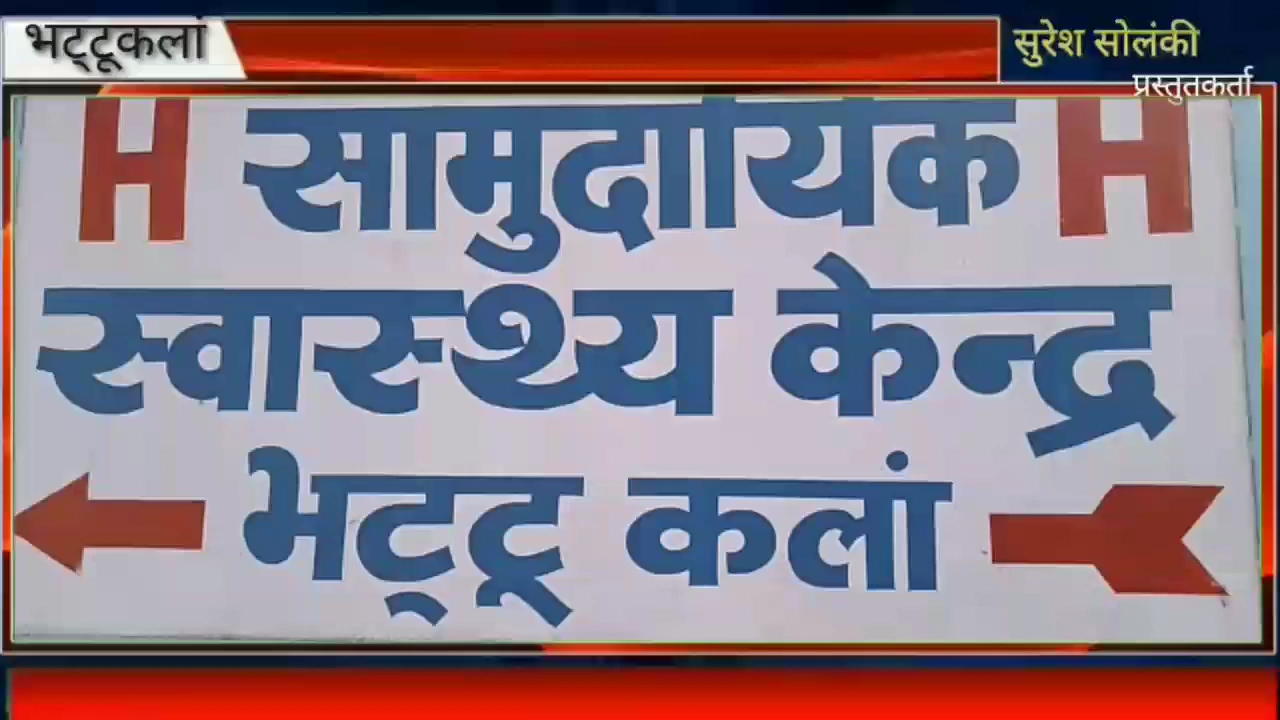 भट्टूकलां
सुरेश सोलंकी
प्रस्तुतकर्ता
H सामुदायिक H
स्वास्थ्य केन्द्र
भट्टू कलां